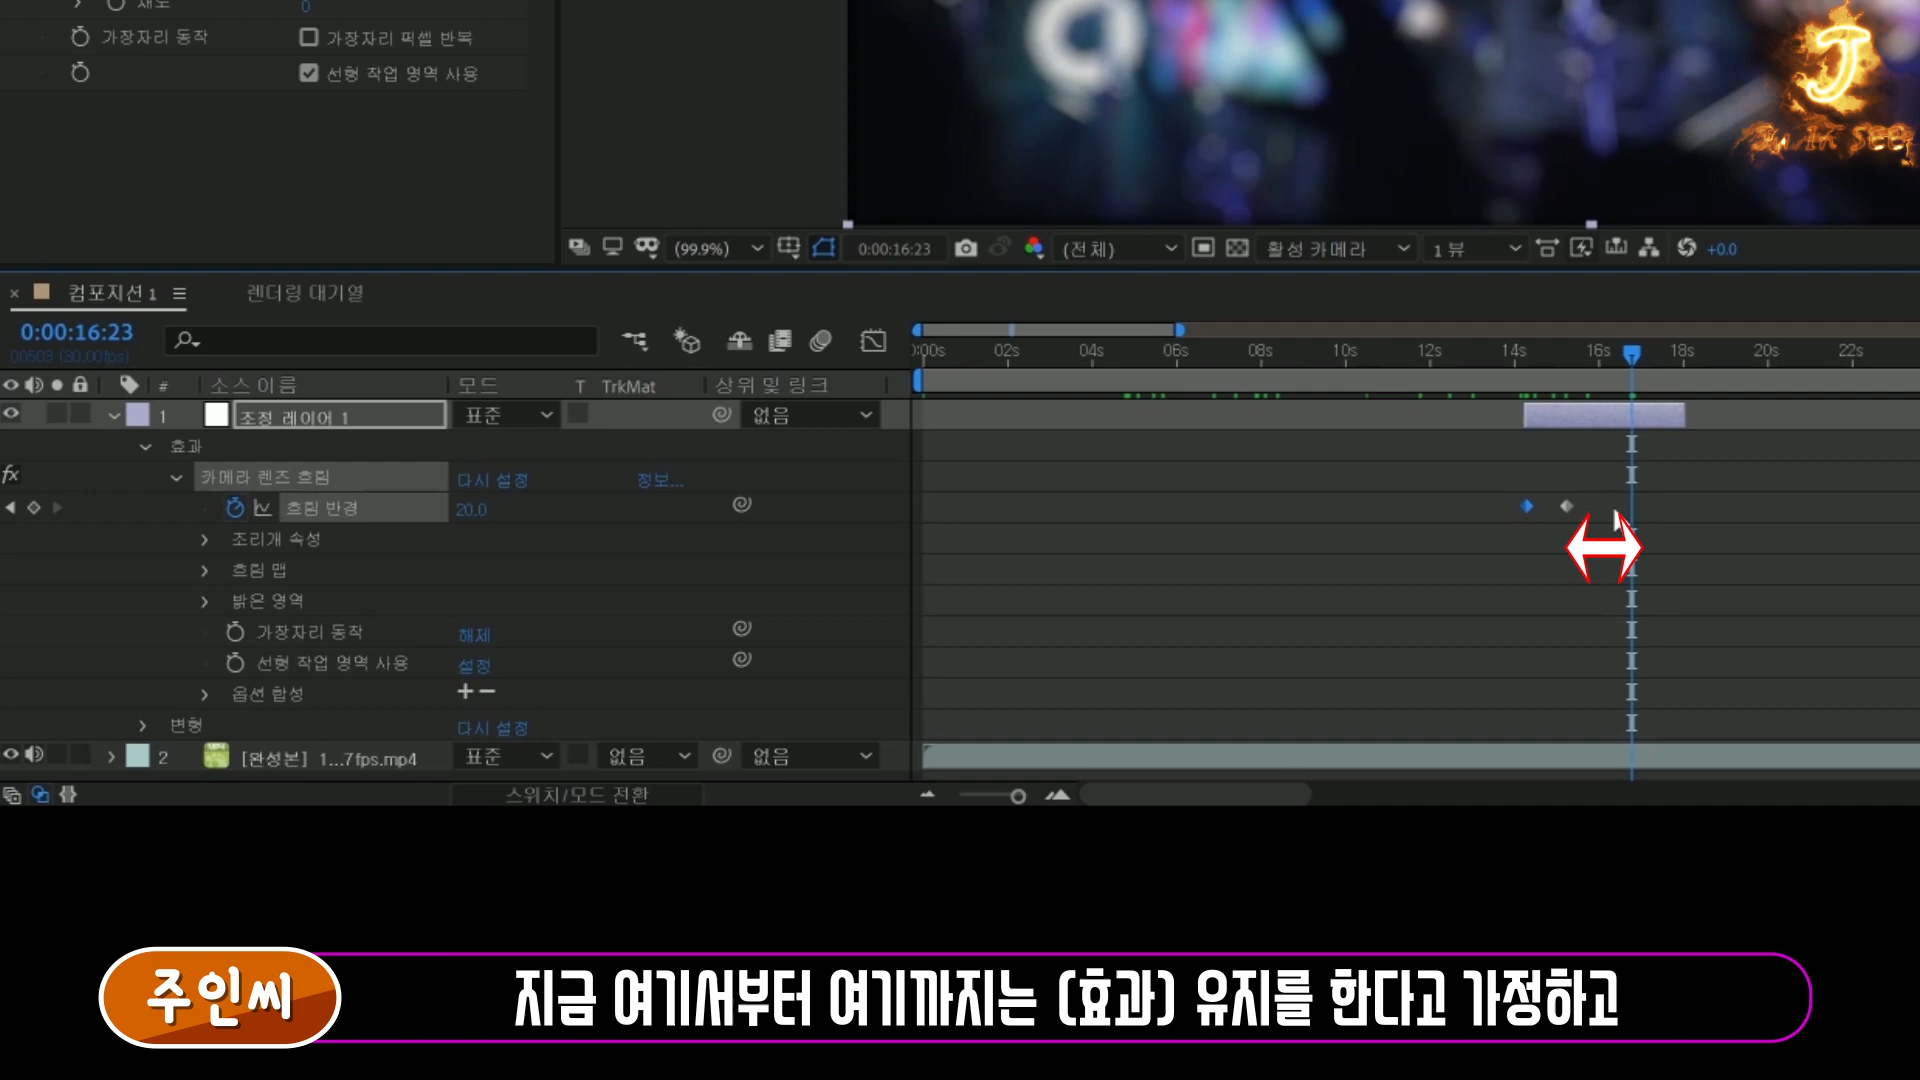 0
가장자리 동작 가장자리 픽셀 반복
선형 작업 영역 사용
J
Ju In SEE
(99.9%) 0:00:16:23 (전체) 활성 카메라 1 뷰 +0.0
× 컴포지션 1 렌더링 대기열
0:00:16:23
00503 (30.00fps)
0:00s 02s 04s 06s 08s 10s 12s 14s 16s 18s 20s 22s
# 소스 이름 모드 T TrkMat 상위 및 링크
1 조정 레이어 1 표준 없음
효과
fx 카메라 렌즈 흐림 다시 설정 정보...
흐림 반경 20.0
조리개 속성
흐림 맵
밝은 영역
가장자리 동작 해제
선형 작업 영역 사용 설정
옵션 합성 + −
변형 다시 설정
2 [완성본] 1...7fps.mp4 표준 없음 없음
스위치/모드 전환
주인씨 지금 여기서부터 여기까지는 (효과) 유지를 한다고 가정하고